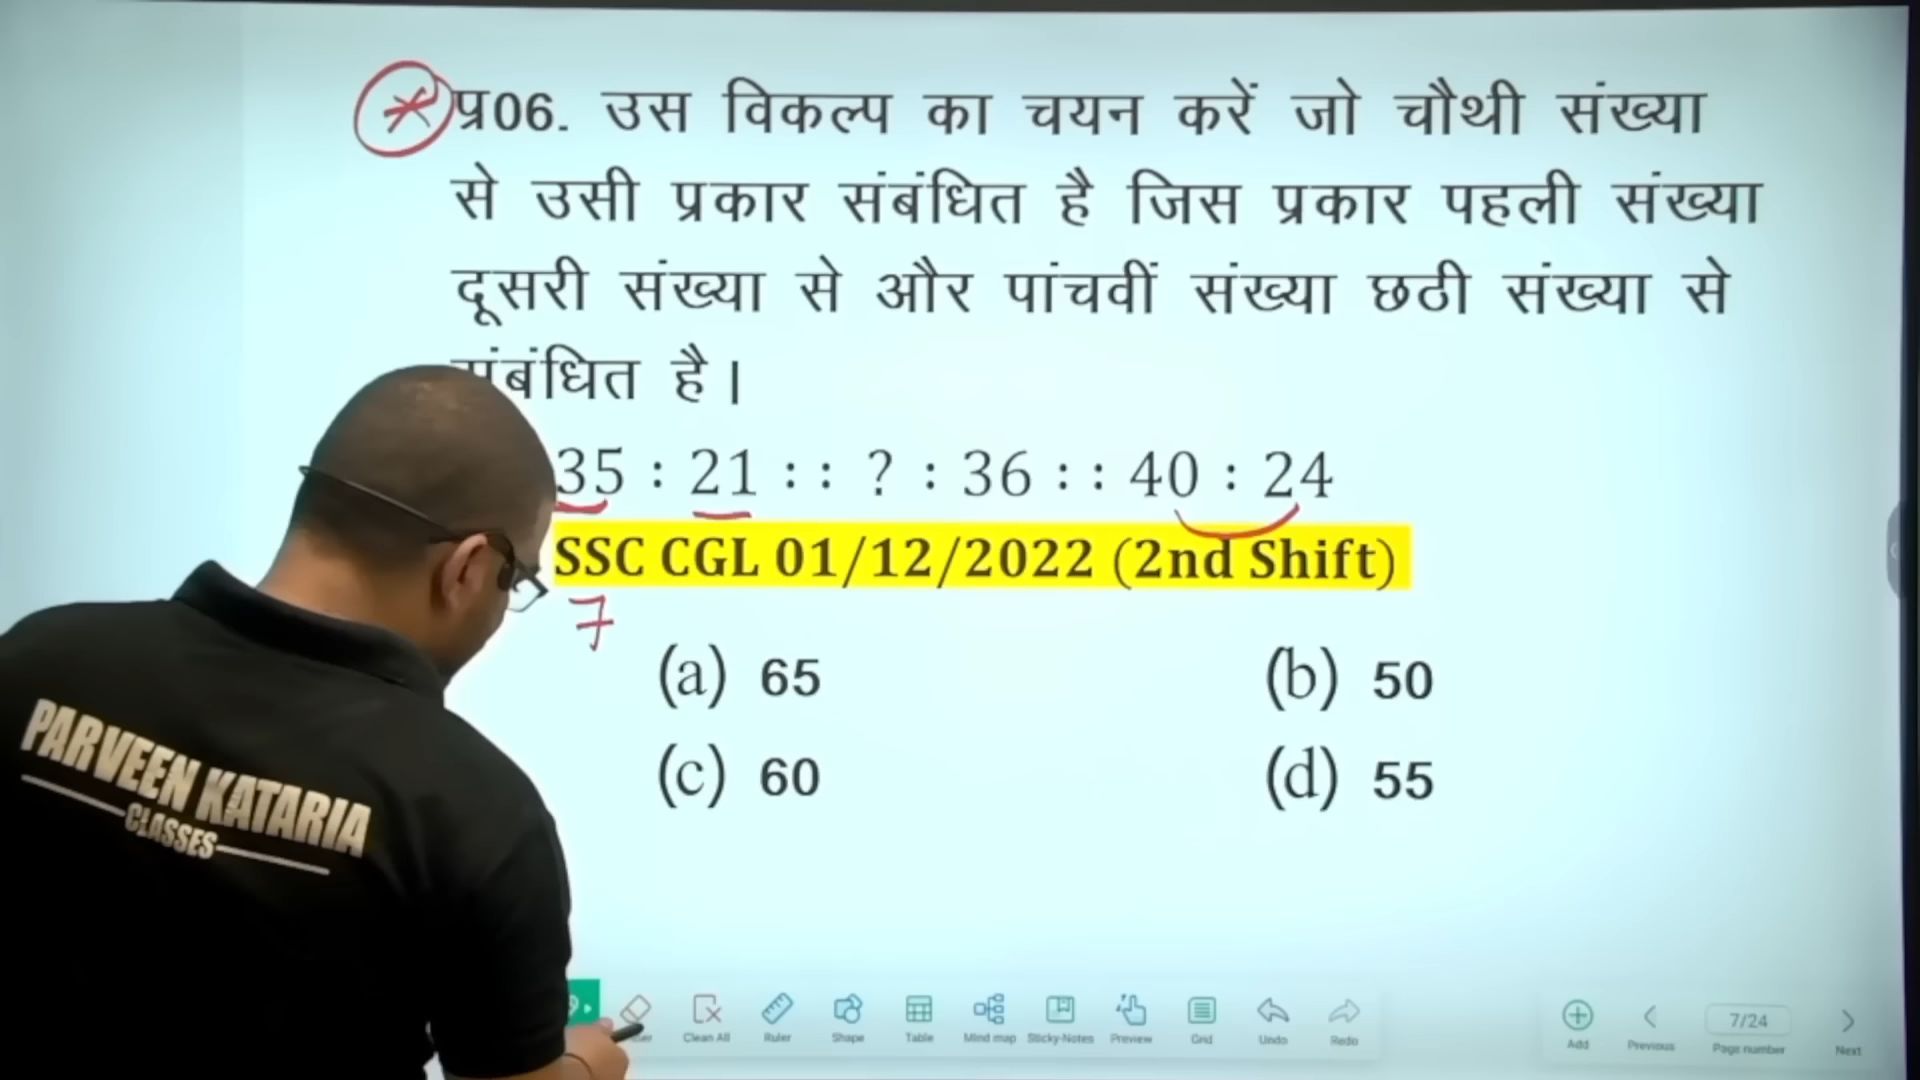 प्र06. उस विकल्प का चयन करें जो चौथी संख्या
से उसी प्रकार संबंधित है जिस प्रकार पहली संख्या
दूसरी संख्या से और पांचवीं संख्या छठी संख्या से
संबंधित है।
35 : 21 : : ? : 36 : : 40 : 24
SSC CGL 01/12/2022 (2nd Shift)
7
(a) 65 (b) 50
(c) 60 (d) 55
PARVEEN KATARIA
CLASSES
Clean All Ruler Shape Table Mind map Sticky-Notes Preview Grid Undo Redo Add Previous 7/24 Page number Next